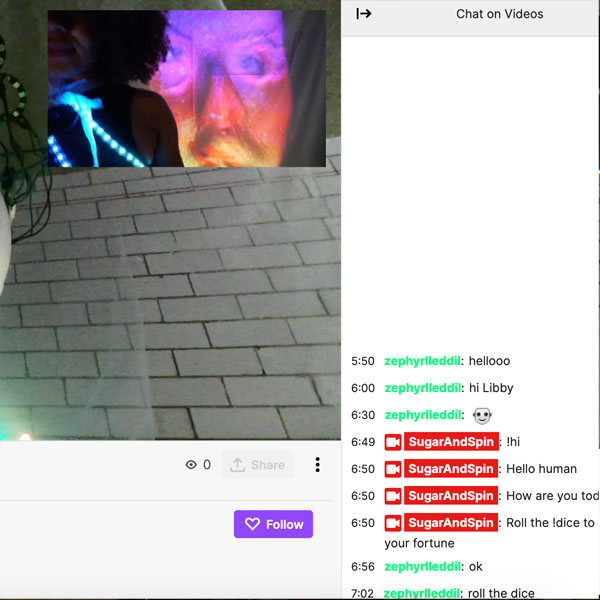 Chat on Videos
5:50 zephyrlleddil: hellooo
6:00 zephyrlleddil: hi Libby
6:30 zephyrlleddil:
6:49 SugarAndSpin: !hi
6:50 SugarAndSpin: Hello human
6:50 SugarAndSpin: How are you tod
6:50 SugarAndSpin: Roll the !dice to
your fortune
6:56 zephyrlleddil: ok
7:02 zephyrlleddil: roll the dice
0 Share
Follow